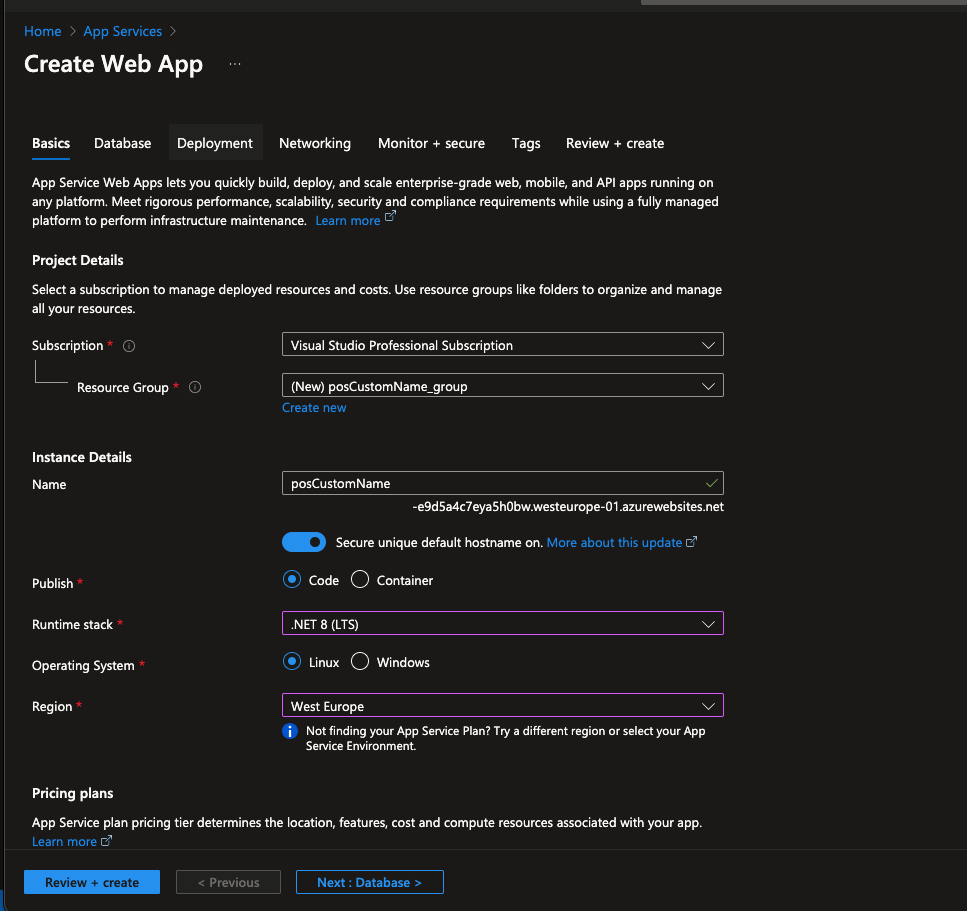 Home > App Services >
Create Web App ...
Basics Database Deployment Networking Monitor + secure Tags Review + create
App Service Web Apps lets you quickly build, deploy, and scale enterprise-grade web, mobile, and API apps running on
any platform. Meet rigorous performance, scalability, security and compliance requirements while using a fully managed
platform to perform infrastructure maintenance. Learn more
Project Details
Select a subscription to manage deployed resources and costs. Use resource groups like folders to organize and manage
all your resources.
Subscription * Visual Studio Professional Subscription
Resource Group * (New) posCustomName_group
Create new
Instance Details
Name posCustomName
-e9d5a4c7eya5h0bw.westeurope-01.azurewebsites.net
Secure unique default hostname on. More about this update
Publish * Code Container
Runtime stack * .NET 8 (LTS)
Operating System * Linux Windows
Region * West Europe
Not finding your App Service Plan? Try a different region or select your App
Service Environment.
Pricing plans
App Service plan pricing tier determines the location, features, cost and compute resources associated with your app.
Learn more
Review + create < Previous Next : Database >